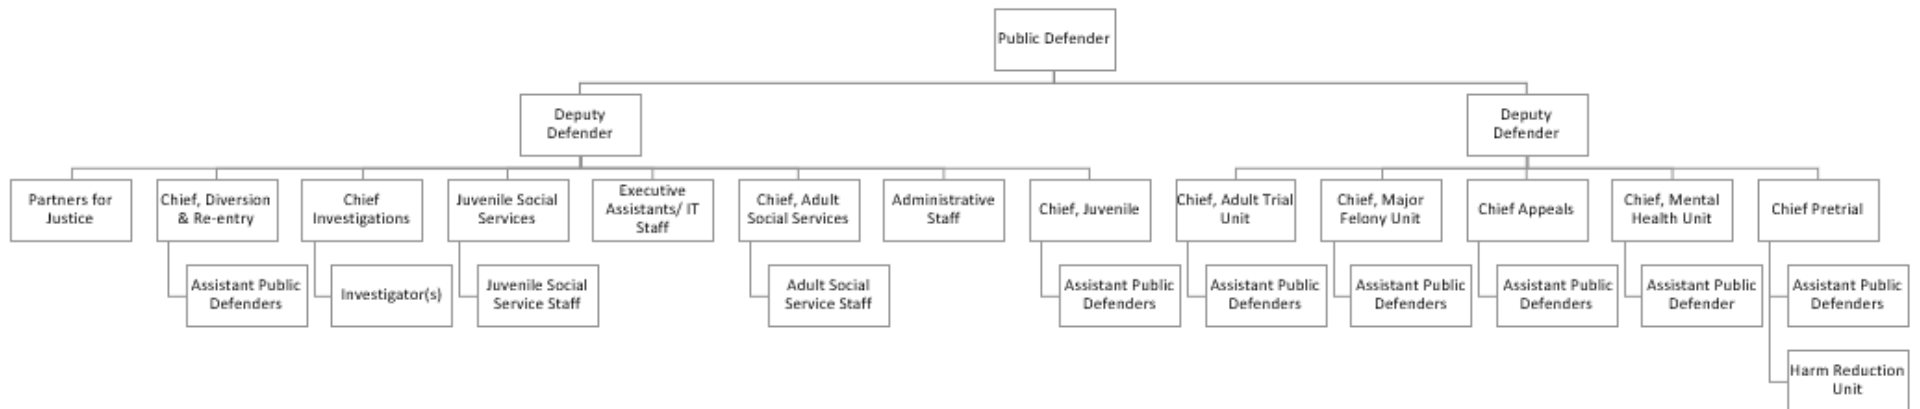 Public Defender
Deputy
Defender
Deputy
Defender
Partners for
Justice
Chief, Diversion
& Re-entry
Chief
Investigations
Juvenile Social
Services
Executive
Assistants/ IT
Staff
Chief, Adult
Social Services
Administrative
Staff
Chief, Juvenile
Chief, Adult Trial
Unit
Chief, Major
Felony Unit
Chief Appeals
Chief, Mental
Health Unit
Chief Pretrial
Assistant Public
Defenders
Investigator(s)
Juvenile Social
Service Staff
Adult Social
Service Staff
Assistant Public
Defenders
Assistant Public
Defenders
Assistant Public
Defenders
Assistant Public
Defenders
Assistant Public
Defender
Assistant Public
Defenders
Harm Reduction
Unit